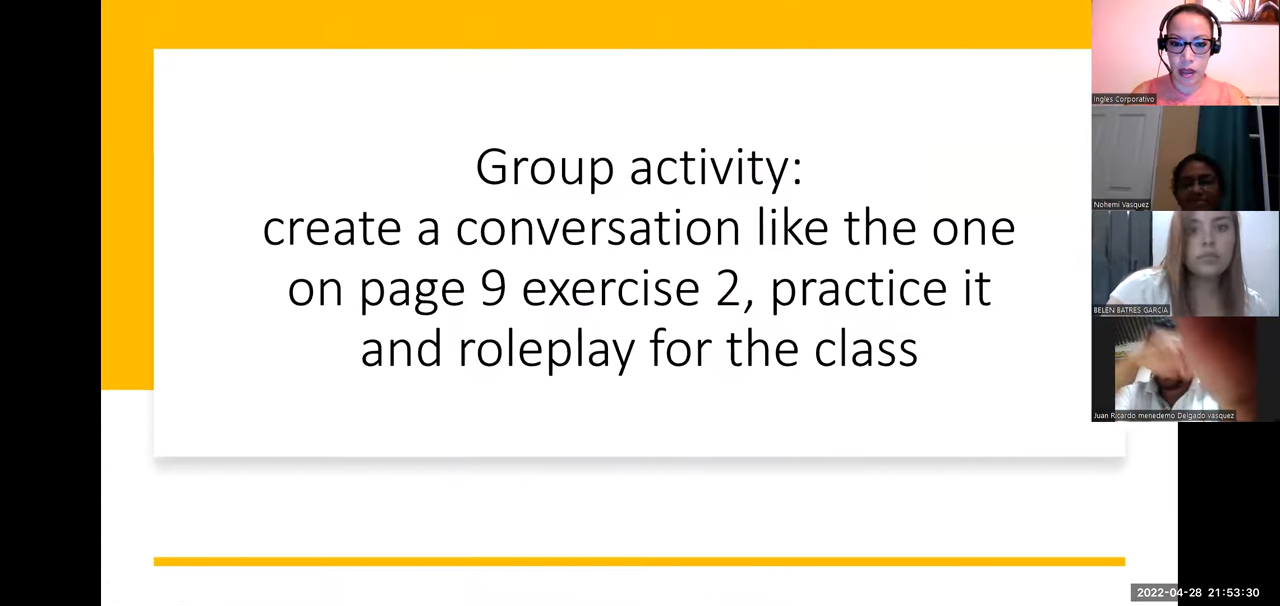 Group activity:
create a conversation like the one
on page 9 exercise 2, practice it
and roleplay for the class
Ingles Corporativo
Nohemi Vasquez
BELEN BATRES GARCIA
Juan Ricardo menedemo Delgado vasquez
2022-04-28 21:53:30